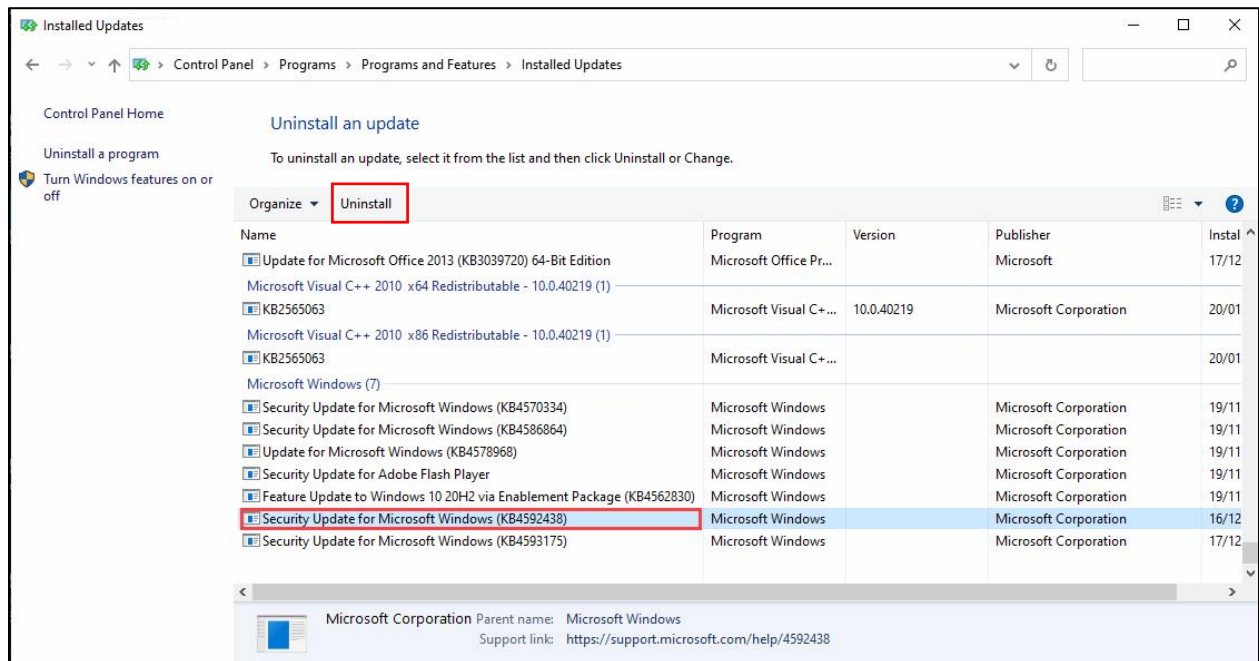 Installed Updates
Control Panel > Programs > Programs and Features > Installed Updates
Control Panel Home
Uninstall a program
Turn Windows features on or
off
Uninstall an update
To uninstall an update, select it from the list and then click Uninstall or Change.
Organize Uninstall
Name Program Version Publisher Instal
Update for Microsoft Office 2013 (KB3039720) 64-Bit Edition Microsoft Office Pr... Microsoft 17/12
Microsoft Visual C++ 2010 x64 Redistributable - 10.0.40219 (1)
KB2565063 Microsoft Visual C+... 10.0.40219 Microsoft Corporation 20/01
Microsoft Visual C++ 2010 x86 Redistributable - 10.0.40219 (1)
KB2565063 Microsoft Visual C+... 20/01
Microsoft Windows (7)
Security Update for Microsoft Windows (KB4570334) Microsoft Windows Microsoft Corporation 19/11
Security Update for Microsoft Windows (KB4586864) Microsoft Windows Microsoft Corporation 19/11
Update for Microsoft Windows (KB4578968) Microsoft Windows Microsoft Corporation 19/11
Security Update for Adobe Flash Player Microsoft Windows Microsoft Corporation 19/11
Feature Update to Windows 10 20H2 via Enablement Package (KB4562830) Microsoft Windows Microsoft Corporation 19/11
Security Update for Microsoft Windows (KB4592438) Microsoft Windows Microsoft Corporation 16/12
Security Update for Microsoft Windows (KB4593175) Microsoft Windows Microsoft Corporation 17/12
Microsoft Corporation Parent name: Microsoft Windows
Support link: https://support.microsoft.com/help/4592438